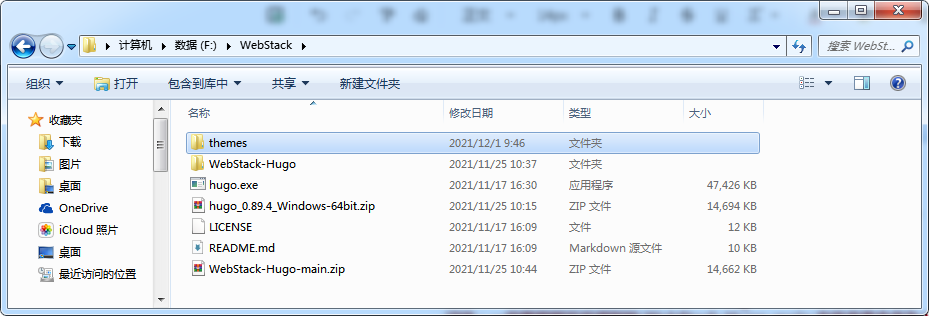 计算机 数据 (F:) WebStack
搜索 WebSt...
组织 打开 包含到库中 共享 新建文件夹
名称 修改日期 类型 大小
收藏夹
下载
图片
桌面
OneDrive
iCloud 照片
桌面
最近访问的位置
themes 2021/12/1 9:46 文件夹
WebStack-Hugo 2021/11/25 10:37 文件夹
hugo.exe 2021/11/17 16:30 应用程序 47,426 KB
hugo_0.89.4_Windows-64bit.zip 2021/11/25 10:15 ZIP 文件 14,694 KB
LICENSE 2021/11/17 16:09 文件 12 KB
README.md 2021/11/17 16:09 Markdown 源文件 10 KB
WebStack-Hugo-main.zip 2021/11/25 10:44 ZIP 文件 14,662 KB